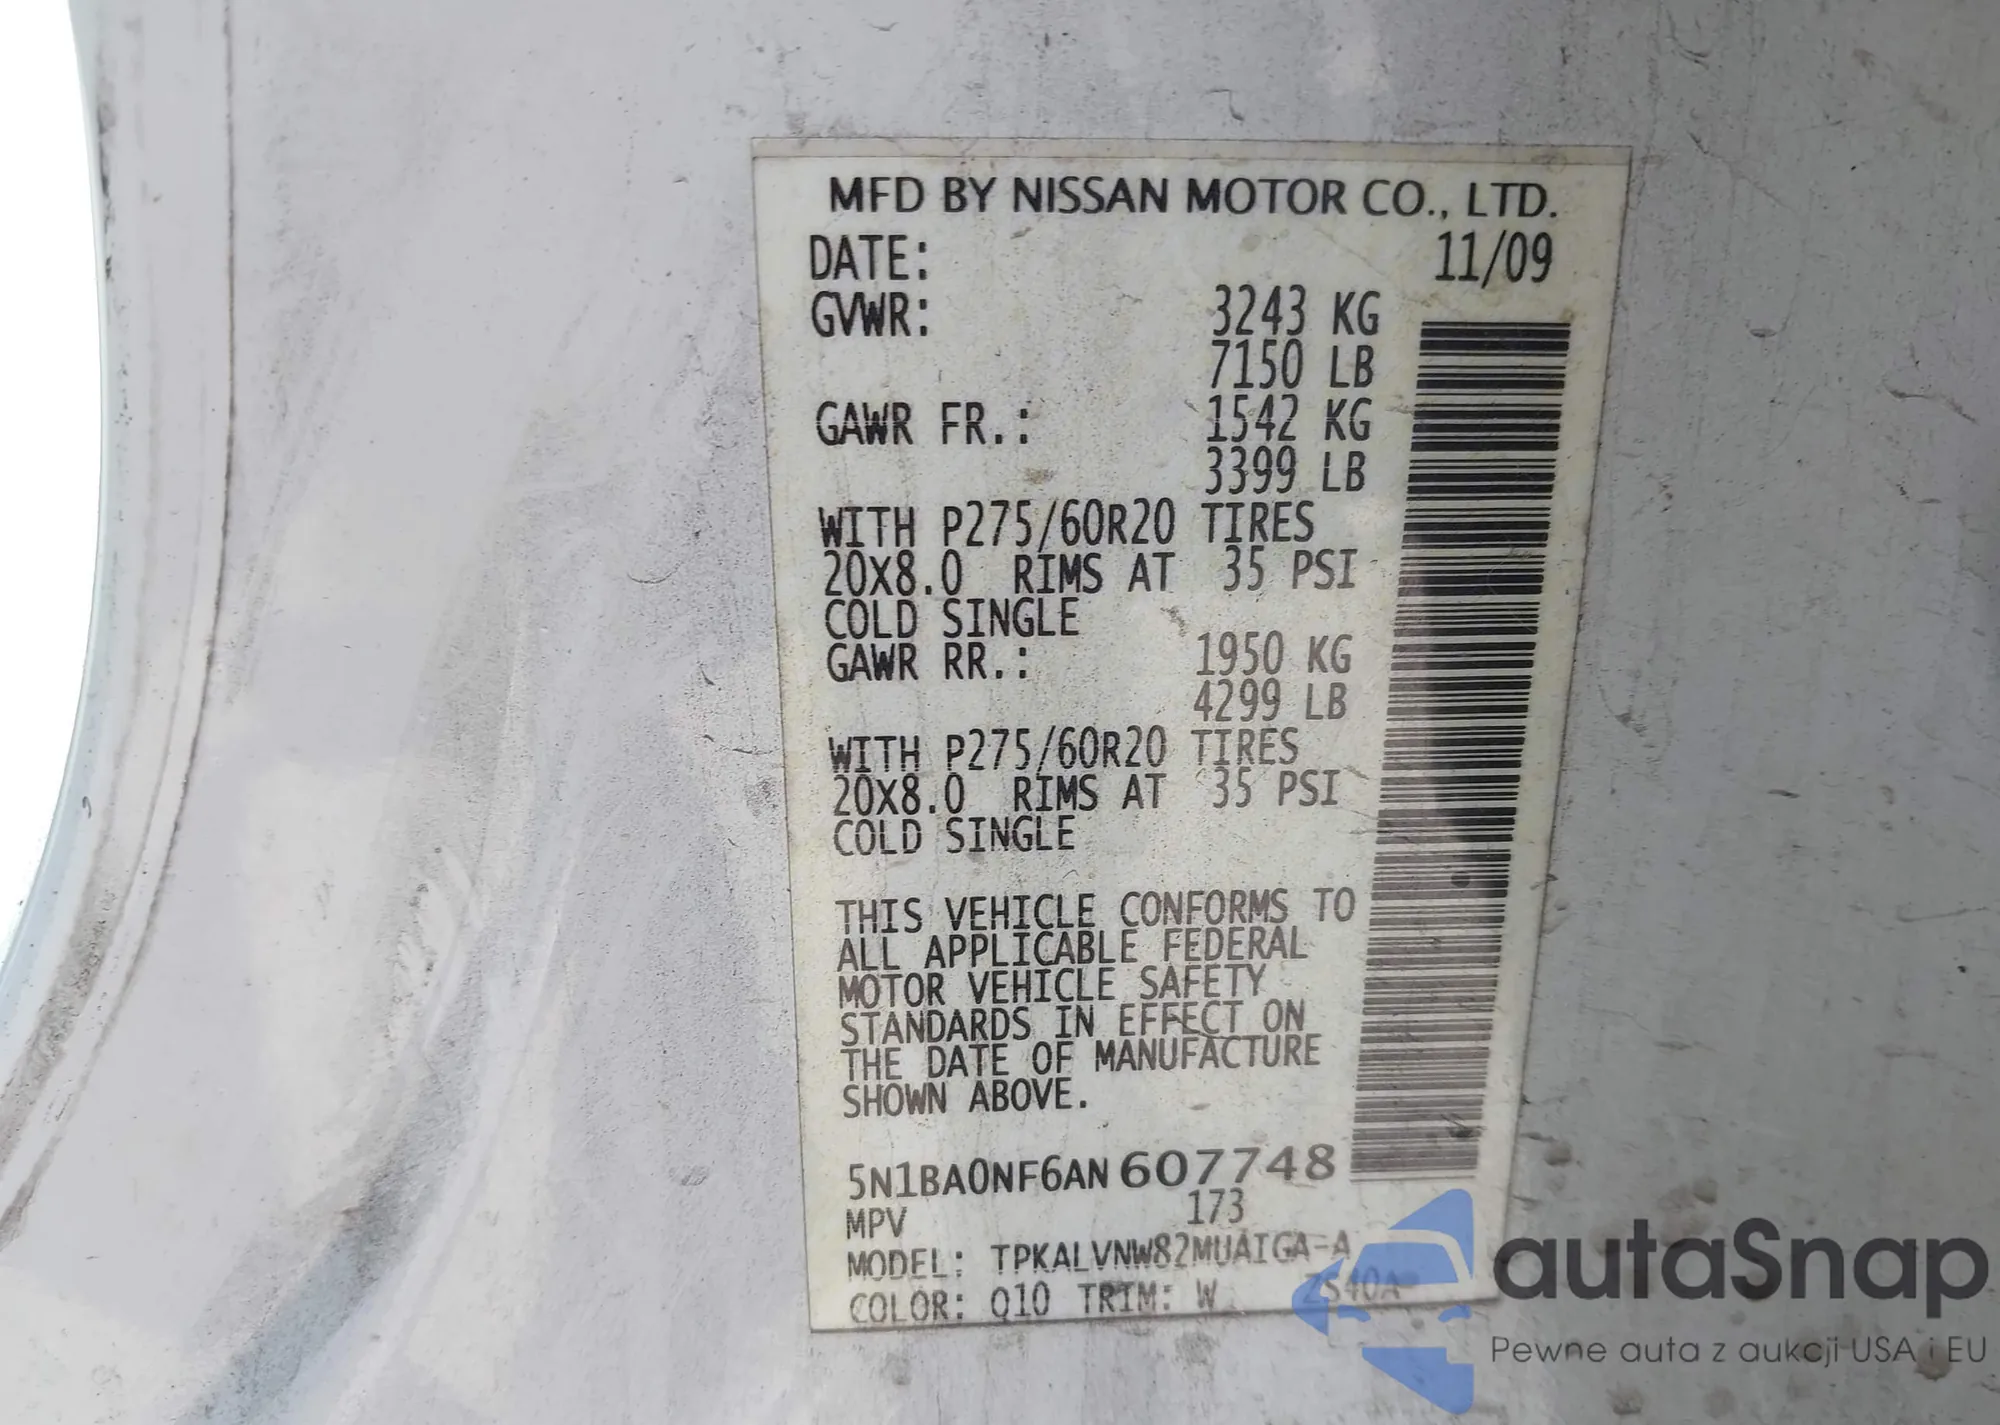 MFD BY NISSAN MOTOR CO., LTD.
DATE: 11/09
GVWR: 3243 KG
7150 LB
GAWR FR.: 1542 KG
3399 LB
WITH P275/60R20 TIRES
20X8.0 RIMS AT 35 PSI
COLD SINGLE
GAWR RR.: 1950 KG
4299 LB
WITH P275/60R20 TIRES
20X8.0 RIMS AT 35 PSI
COLD SINGLE
THIS VEHICLE CONFORMS TO
ALL APPLICABLE FEDERAL
MOTOR VEHICLE SAFETY
STANDARDS IN EFFECT ON
THE DATE OF MANUFACTURE
SHOWN ABOVE.
5N1BA0NF6AN607748
MPV 173
MODEL: TPKALVNW82MUAIGA-A
COLOR: Q10 TRIM: W ZS40A
autaSnap
Pewne auta z aukcji USA i EU